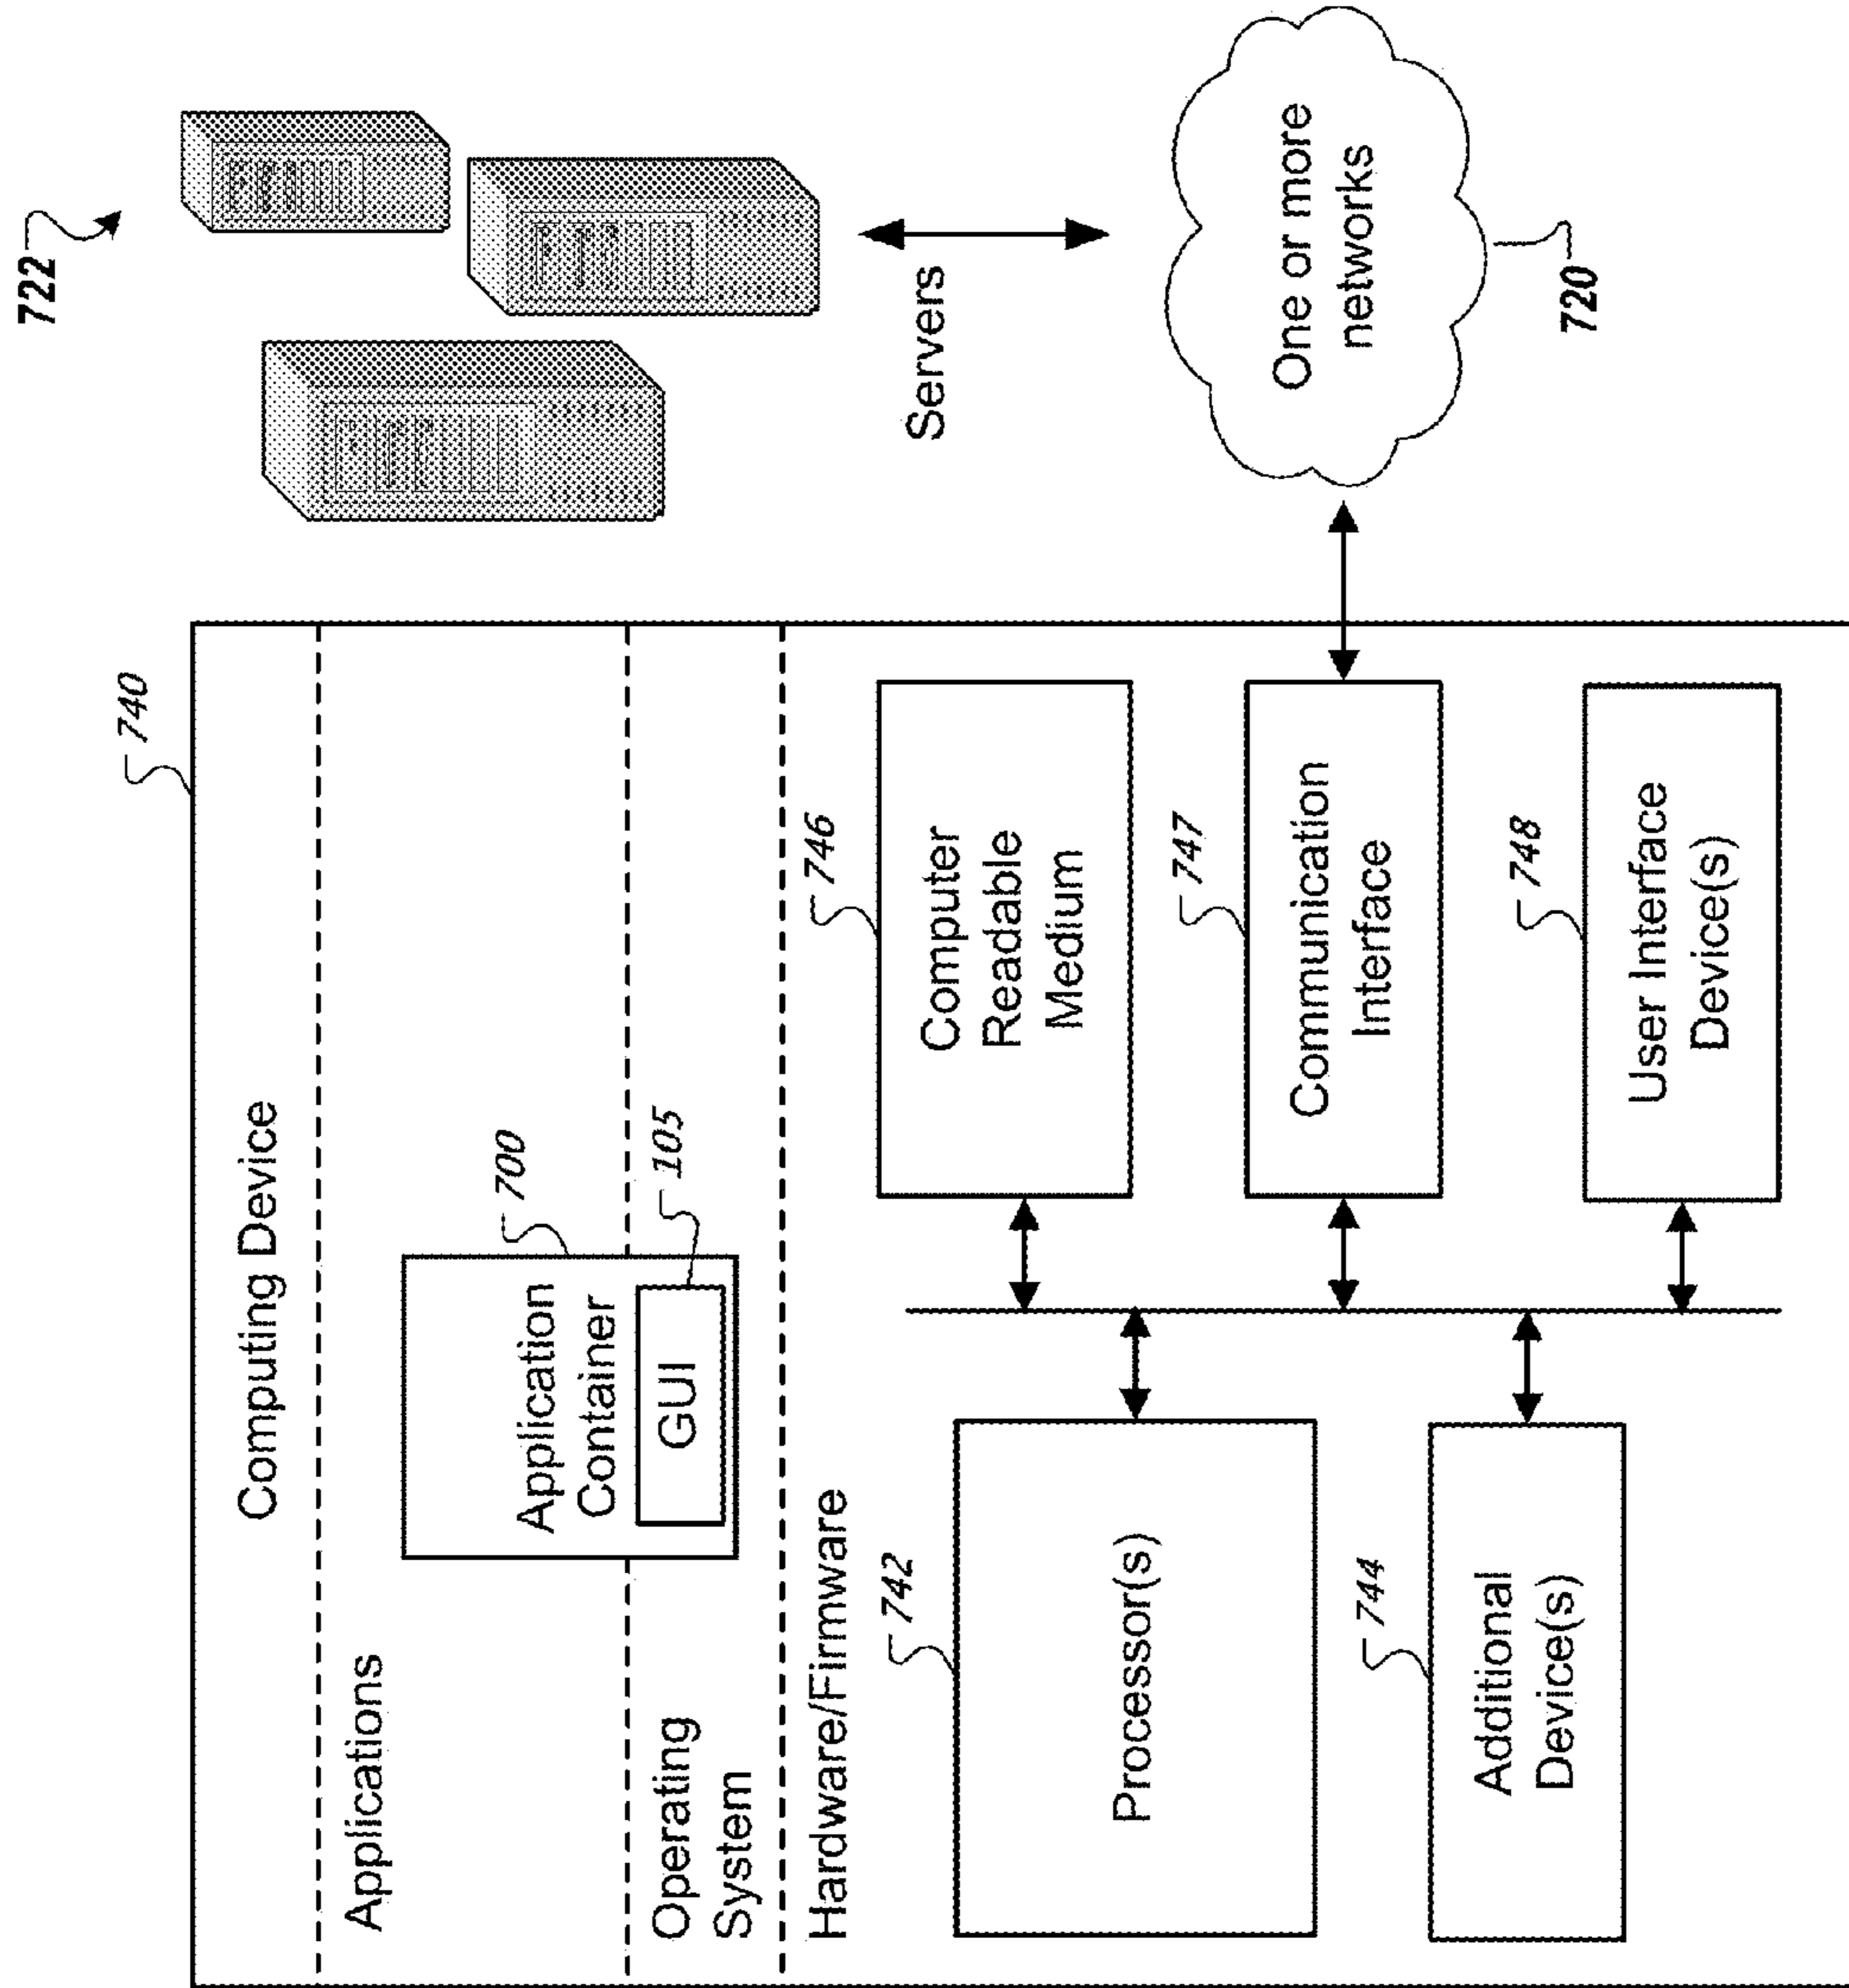 Computing Device
740
Applications
Application
Container
700
GUI
105
Operating
System
Hardware/Firmware
742
Processor(s)
744
Additional
Device(s)
746
Computer
Readable
Medium
747
Communication
Interface
748
User Interface
Device(s)
722
Servers
One or more
networks
720